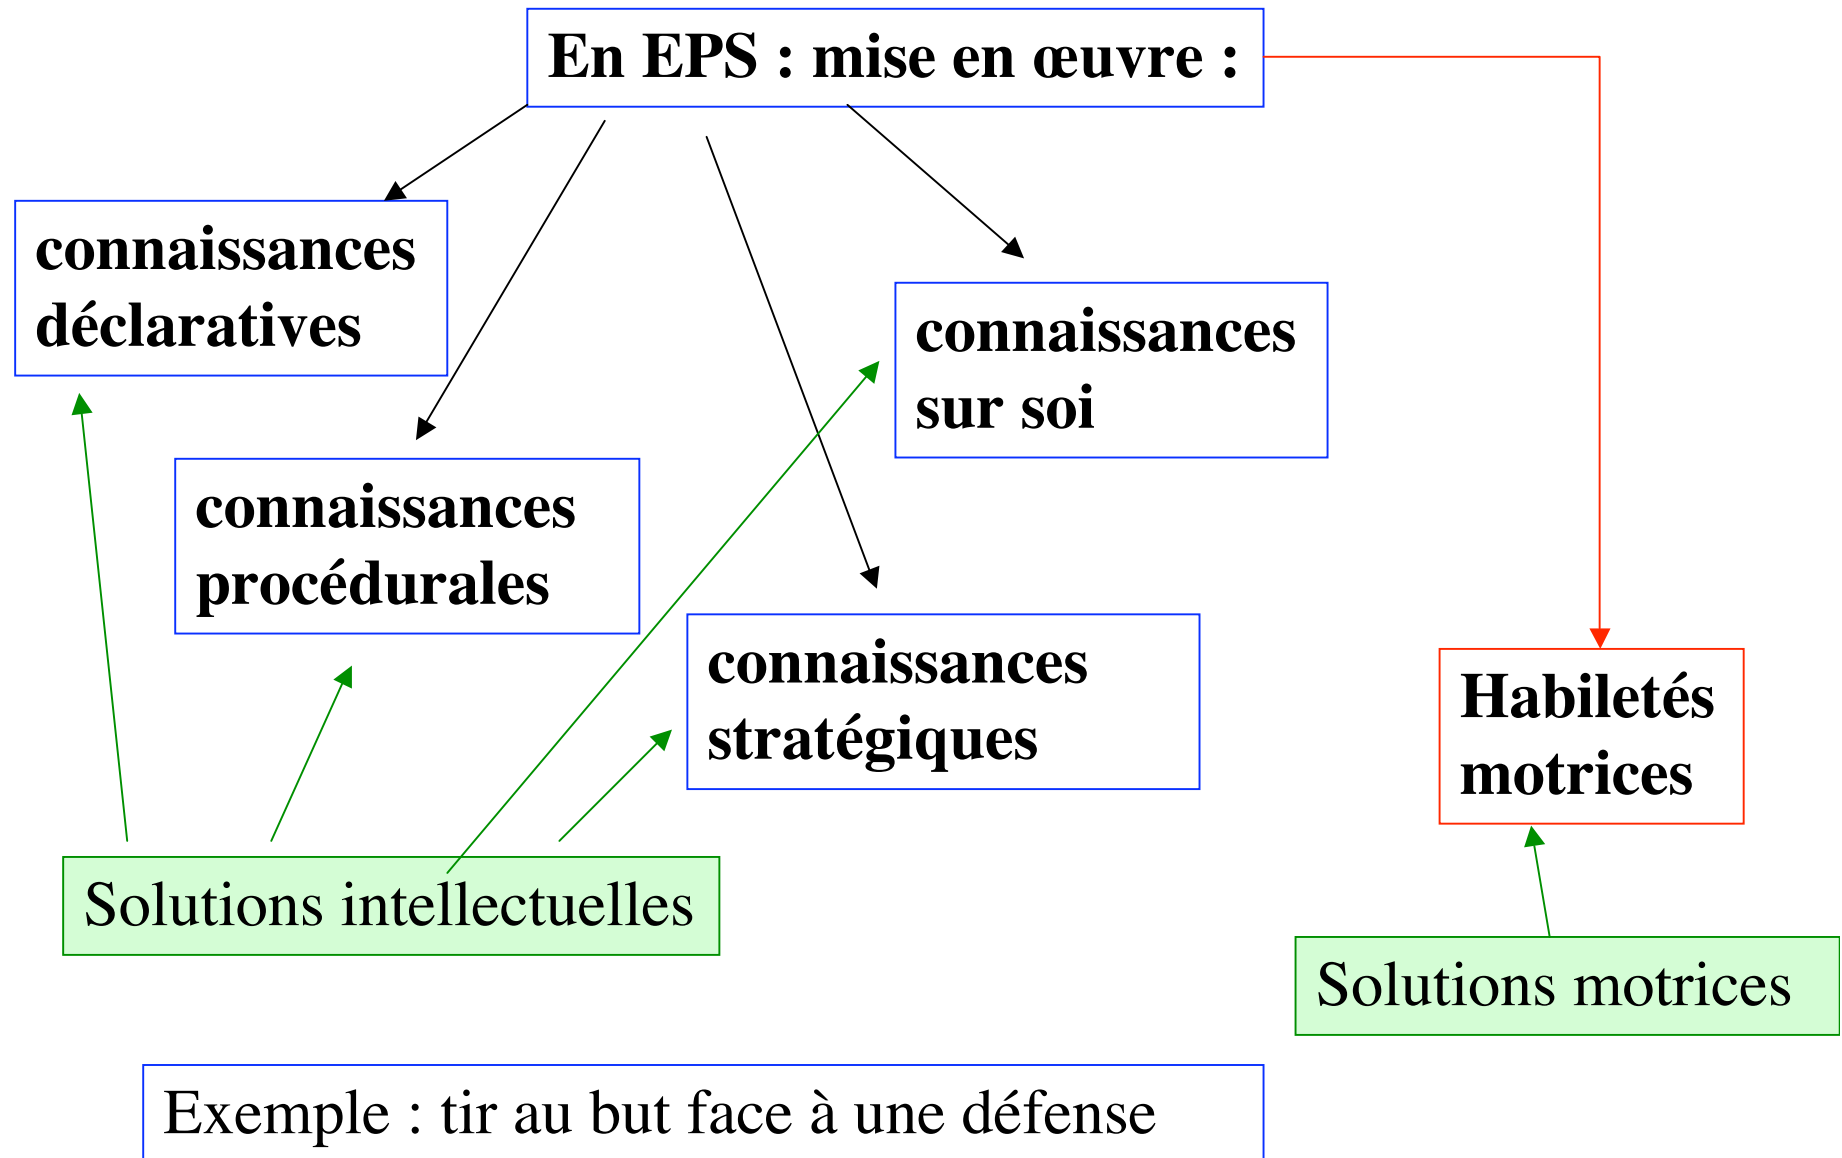 En EPS : mise en œuvre :
connaissances
déclaratives
connaissances
sur soi
connaissances
procédurales
connaissances
stratégiques
Habiletés
motrices
Solutions intellectuelles
Solutions motrices
Exemple : tir au but face à une défense